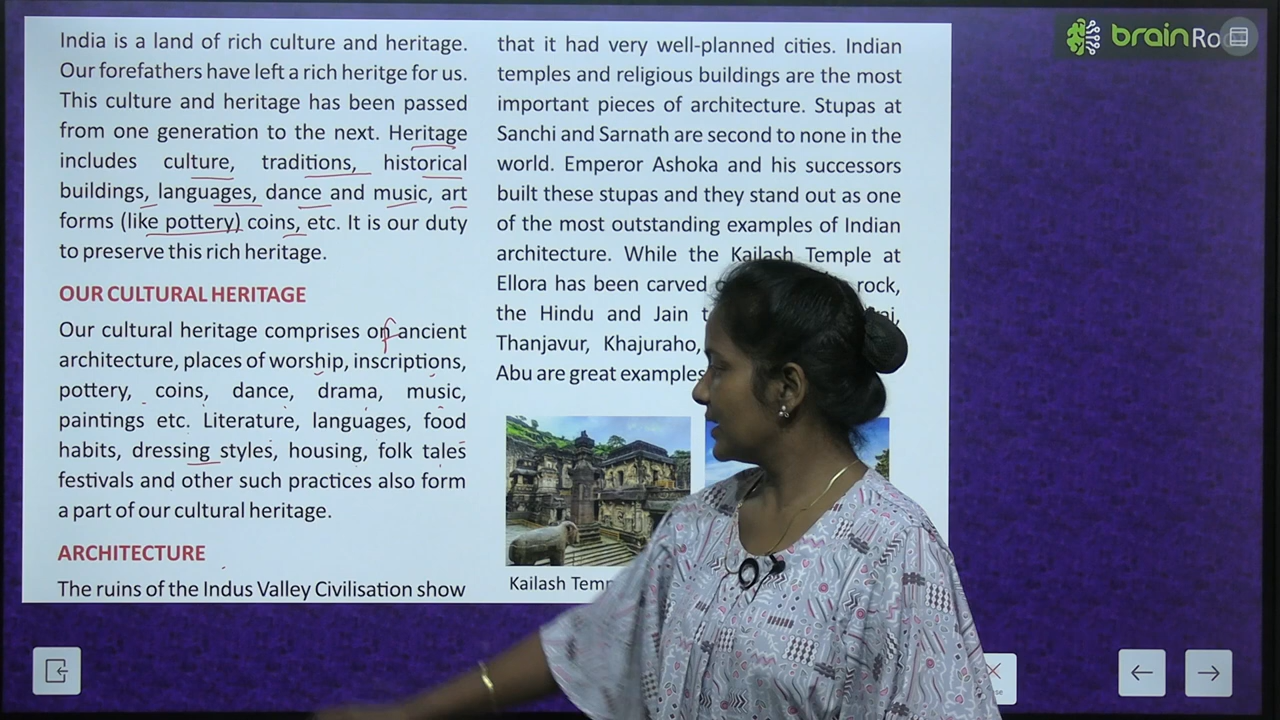 India is a land of rich culture and heritage.
Our forefathers have left a rich heritge for us.
This culture and heritage has been passed
from one generation to the next. Heritage
includes culture, traditions, historical
buildings, languages, dance and music, art
forms (like pottery) coins, etc. It is our duty
to preserve this rich heritage.
OUR CULTURAL HERITAGE
Our cultural heritage comprises on ancient
architecture, places of worship, inscriptions,
pottery, coins, dance, drama, music,
paintings etc. Literature, languages, food
habits, dressing styles, housing, folk tales
festivals and other such practices also form
a part of our cultural heritage.
ARCHITECTURE
The ruins of the Indus Valley Civilisation show
that it had very well-planned cities. Indian
temples and religious buildings are the most
important pieces of architecture. Stupas at
Sanchi and Sarnath are second to none in the
world. Emperor Ashoka and his successors
built these stupas and they stand out as one
of the most outstanding examples of Indian
architecture. While the Kailash Temple at
Ellora has been carved rock,
the Hindu and Jain
Thanjavur, Khajuraho,
Abu are great examples
Kailash
brain